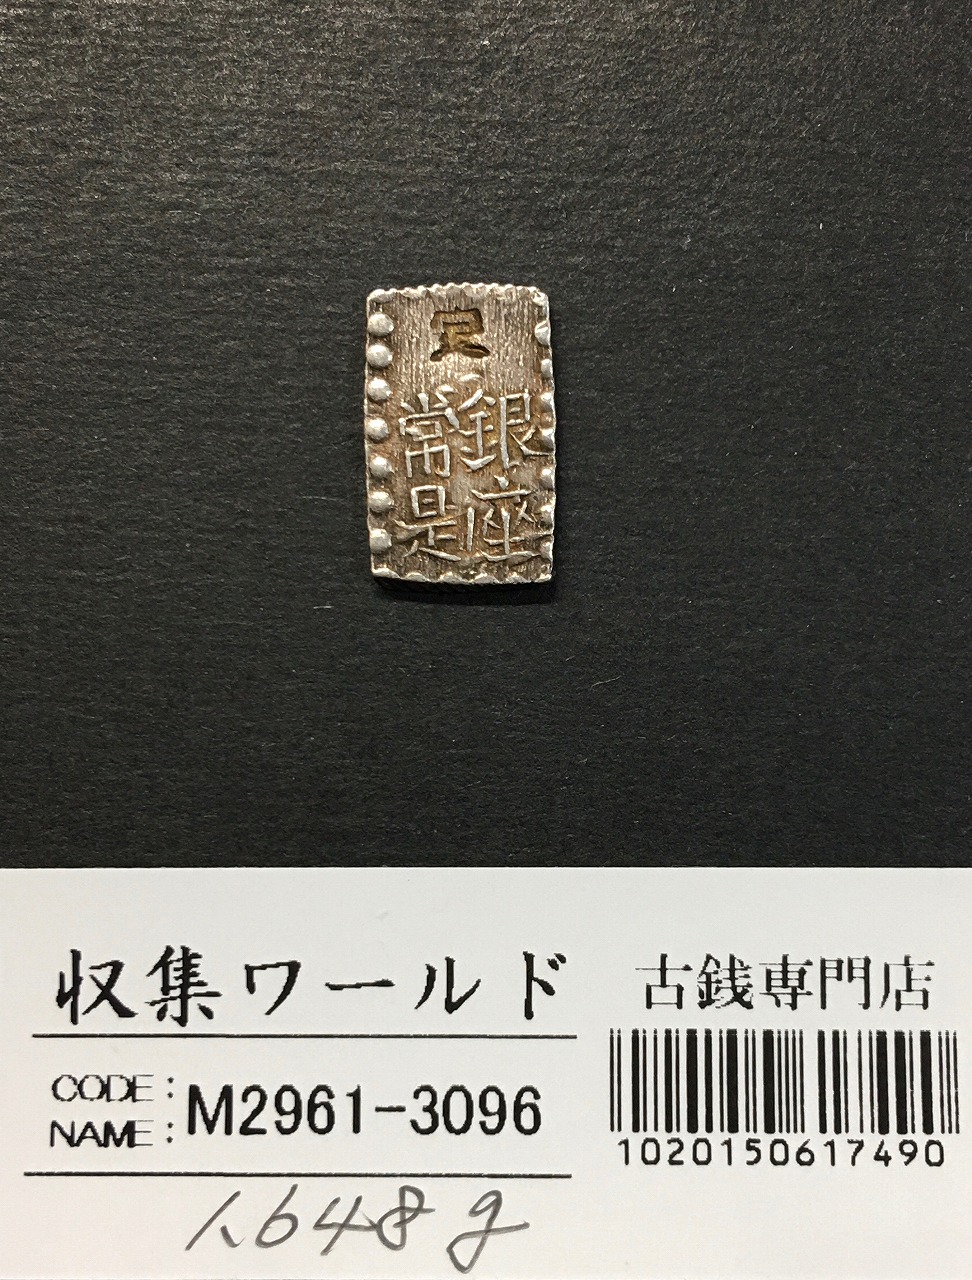 定
銀座
常是
収集ワールド
古銭専門店
CODE:
NAME:
M2961-3096
1020150617490
1.648g